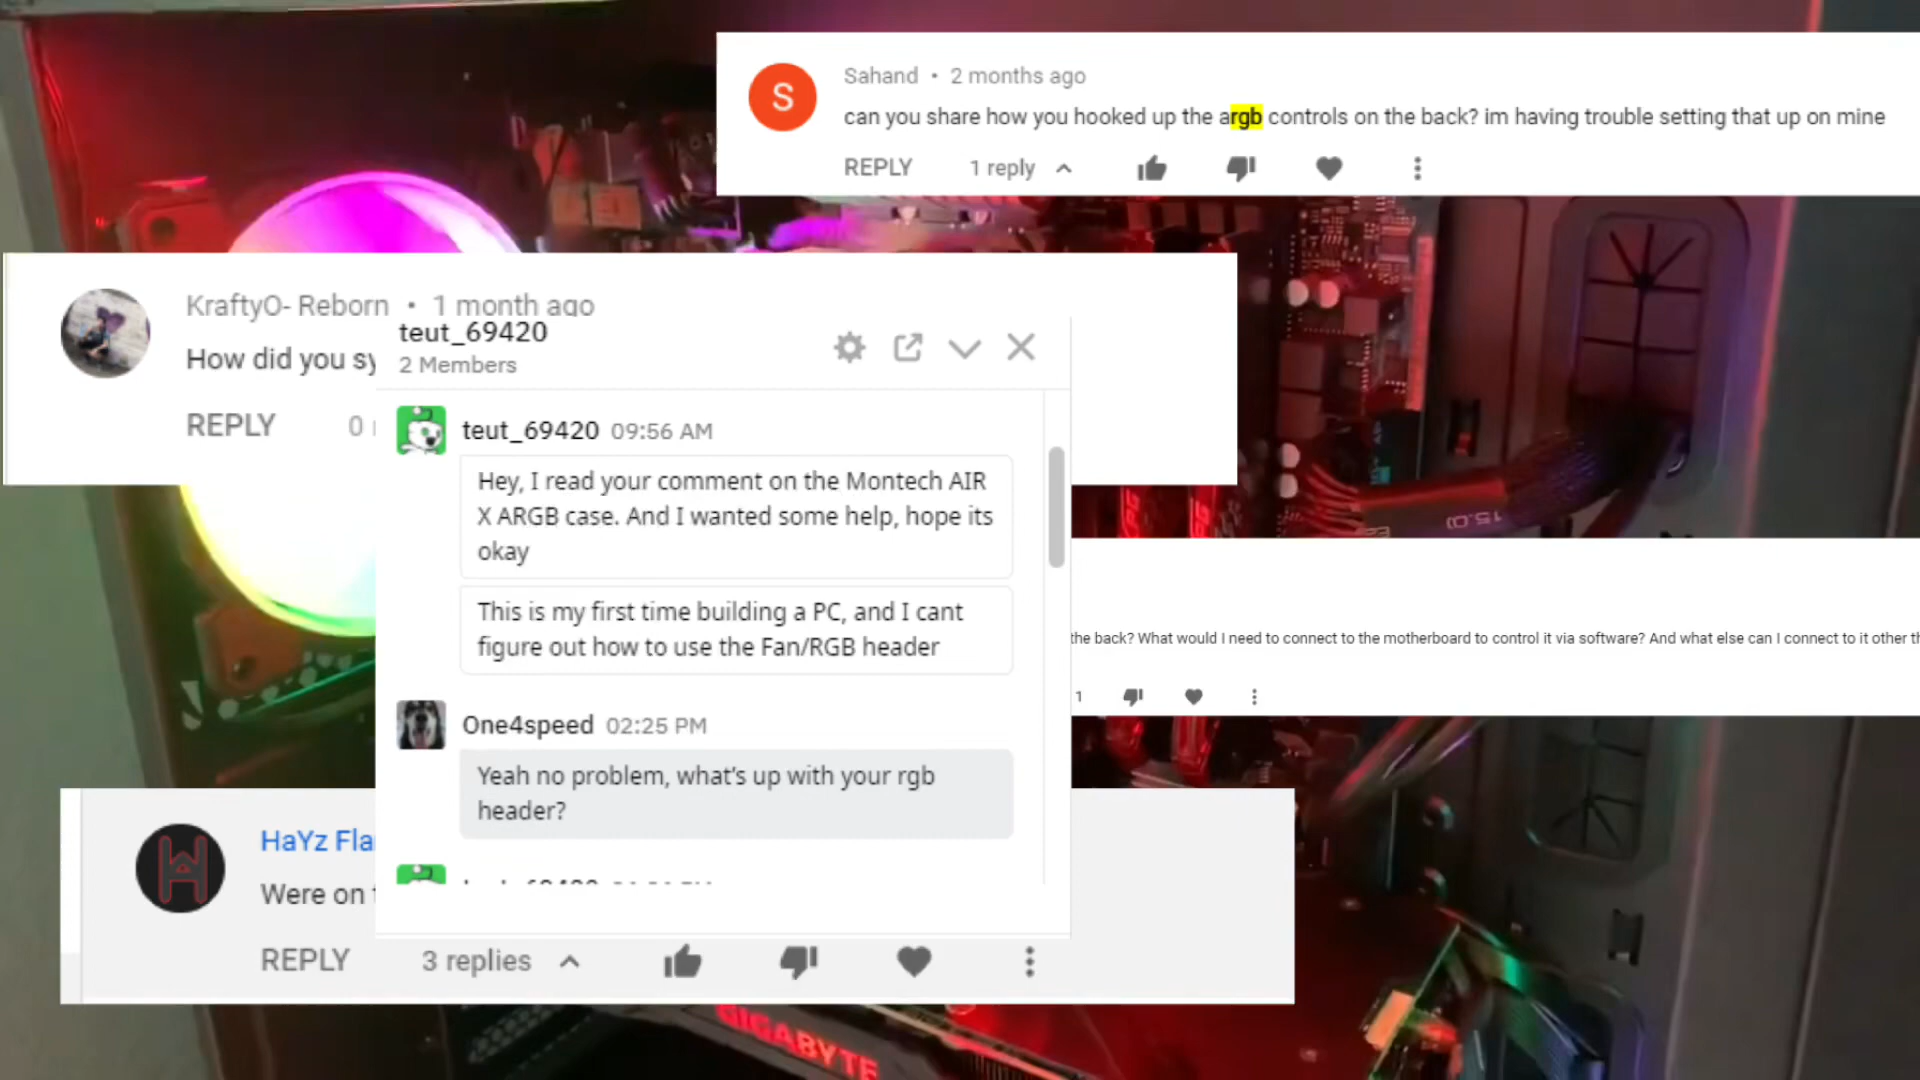 Sahand • 2 months ago
can you share how you hooked up the argb controls on the back? im having trouble setting that up on mine
REPLY 1 reply
KraftyO- Reborn • 1 month ago
How did you sy
REPLY 0
teut_69420
2 Members
teut_69420 09:56 AM
Hey, I read your comment on the Montech AIR
X ARGB case. And I wanted some help, hope its
okay
This is my first time building a PC, and I cant
figure out how to use the Fan/RGB header
One4speed 02:25 PM
Yeah no problem, what's up with your rgb
header?
the back? What would I need to connect to the motherboard to control it via software? And what else can I connect to it other th
1
HaYz Fla
Were on
REPLY 3 replies
GIGABYTE